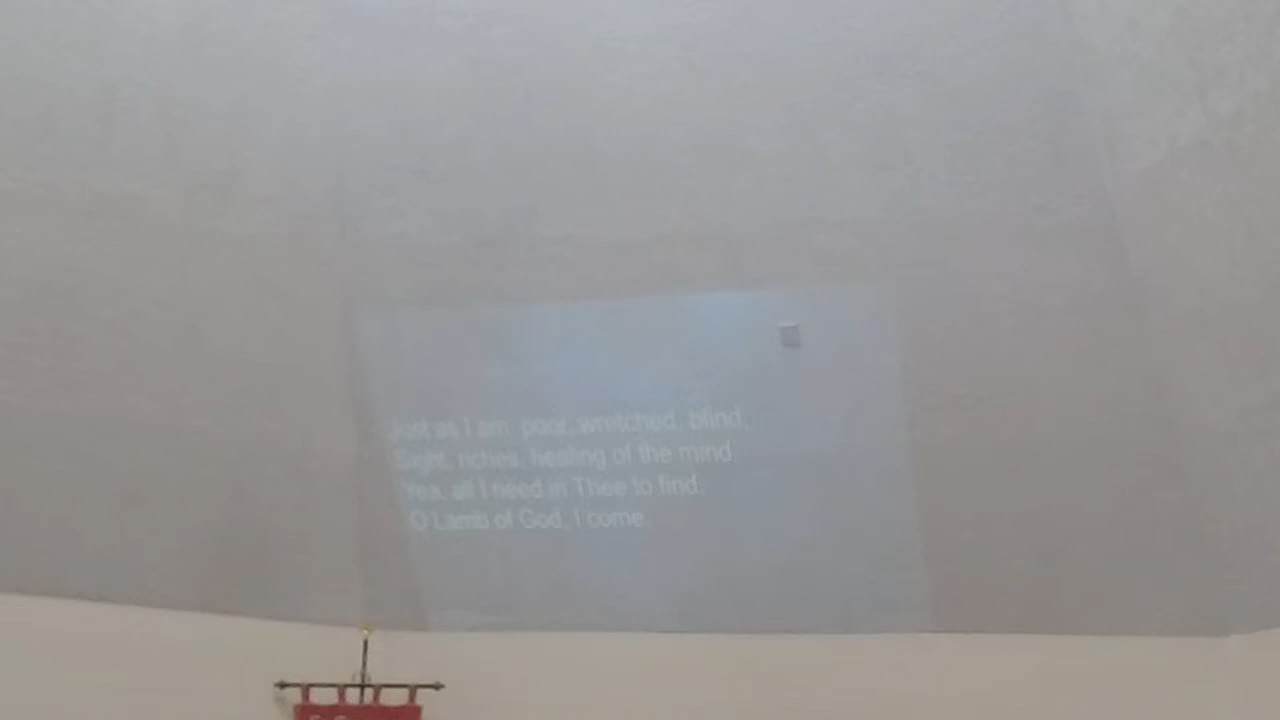 Just as I am, poor, wretched, blind,
Sight, riches, healing of the mind
Yea, all I need in Thee to find,
O Lamb of God, I come.